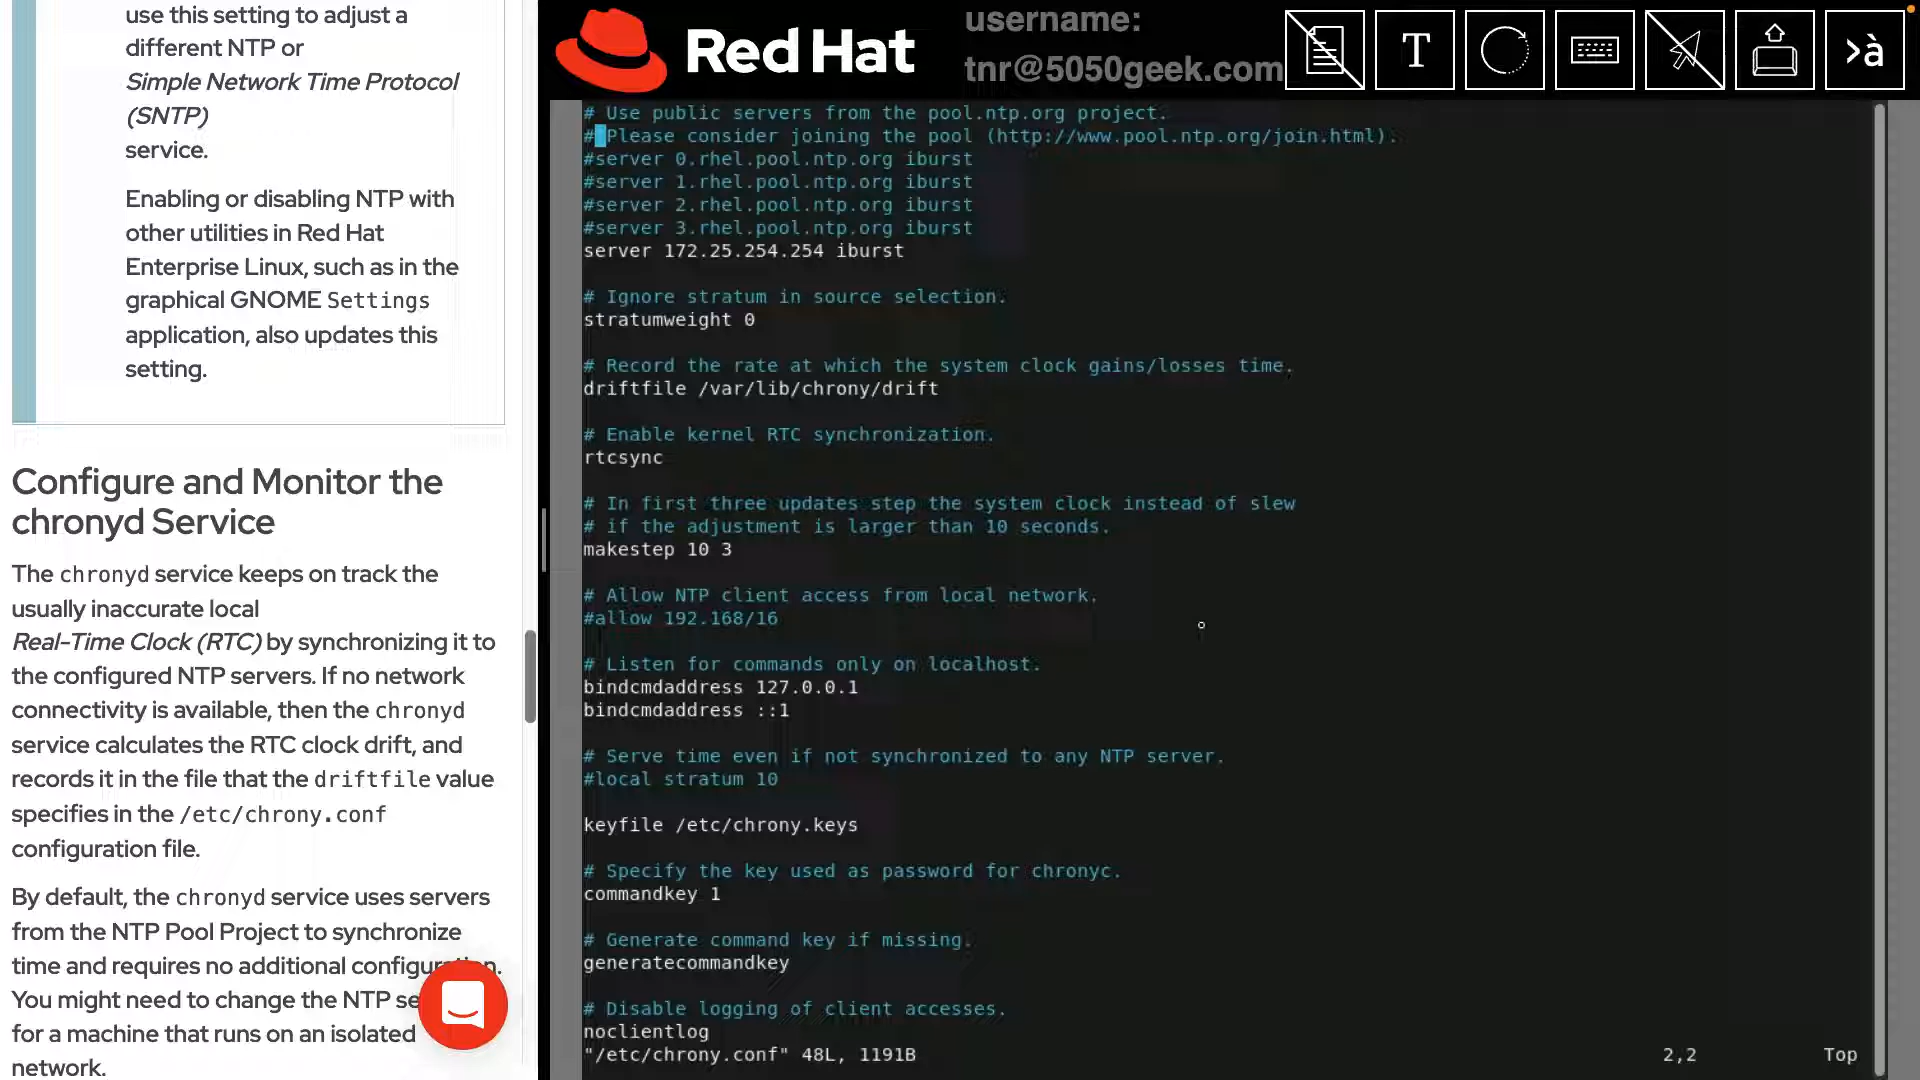 use this setting to adjust a
different NTP or
Simple Network Time Protocol
(SNTP)
service.
Enabling or disabling NTP with
other utilities in Red Hat
Enterprise Linux, such as in the
graphical GNOME Settings
application, also updates this
setting.
Configure and Monitor the
chronyd Service
The chronyd service keeps on track the
usually inaccurate local
Real-Time Clock (RTC) by synchronizing it to
the configured NTP servers. If no network
connectivity is available, then the chronyd
service calculates the RTC clock drift, and
records it in the file that the driftfile value
specifies in the /etc/chrony.conf
configuration file.
By default, the chronyd service uses servers
from the NTP Pool Project to synchronize
time and requires no additional
You might need to change the NTP
for a machine that runs on an isolated
network.
Red Hat
username:
tnr@5050geek.com
T
>à
# Use public servers from the pool.ntp.org project.
# Please consider joining the pool (http://www.pool.ntp.org/join.html).
#server 0.rhel.pool.ntp.org iburst
#server 1.rhel.pool.ntp.org iburst
#server 2.rhel.pool.ntp.org iburst
#server 3.rhel.pool.ntp.org iburst
server 172.25.254.254 iburst
# Ignore stratum in source selection.
stratumweight 0
# Record the rate at which the system clock gains/losses time.
driftfile /var/lib/chrony/drift
# Enable kernel RTC synchronization.
rtcsync
# In first three updates step the system clock instead of slew
# if the adjustment is larger than 10 seconds.
makestep 10 3
# Allow NTP client access from local network.
#allow 192.168/16
# Listen for commands only on localhost.
bindcmdaddress 127.0.0.1
bindcmdaddress ::1
# Serve time even if not synchronized to any NTP server.
#local stratum 10
keyfile /etc/chrony.keys
# Specify the key used as password for chronyc.
commandkey 1
# Generate command key if missing.
generatecommandkey
# Disable logging of client accesses.
noclientlog
"/etc/chrony.conf" 48L, 1191B
2,2
Top